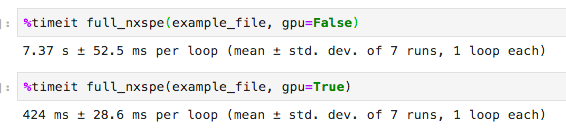 ]:
%timeit full_nxspe(example_file, gpu=False)
7.37 s ± 52.5 ms per loop (mean ± std. dev. of 7 runs, 1 loop each)
]:
%timeit full_nxspe(example_file, gpu=True)
424 ms ± 28.6 ms per loop (mean ± std. dev. of 7 runs, 1 loop each)